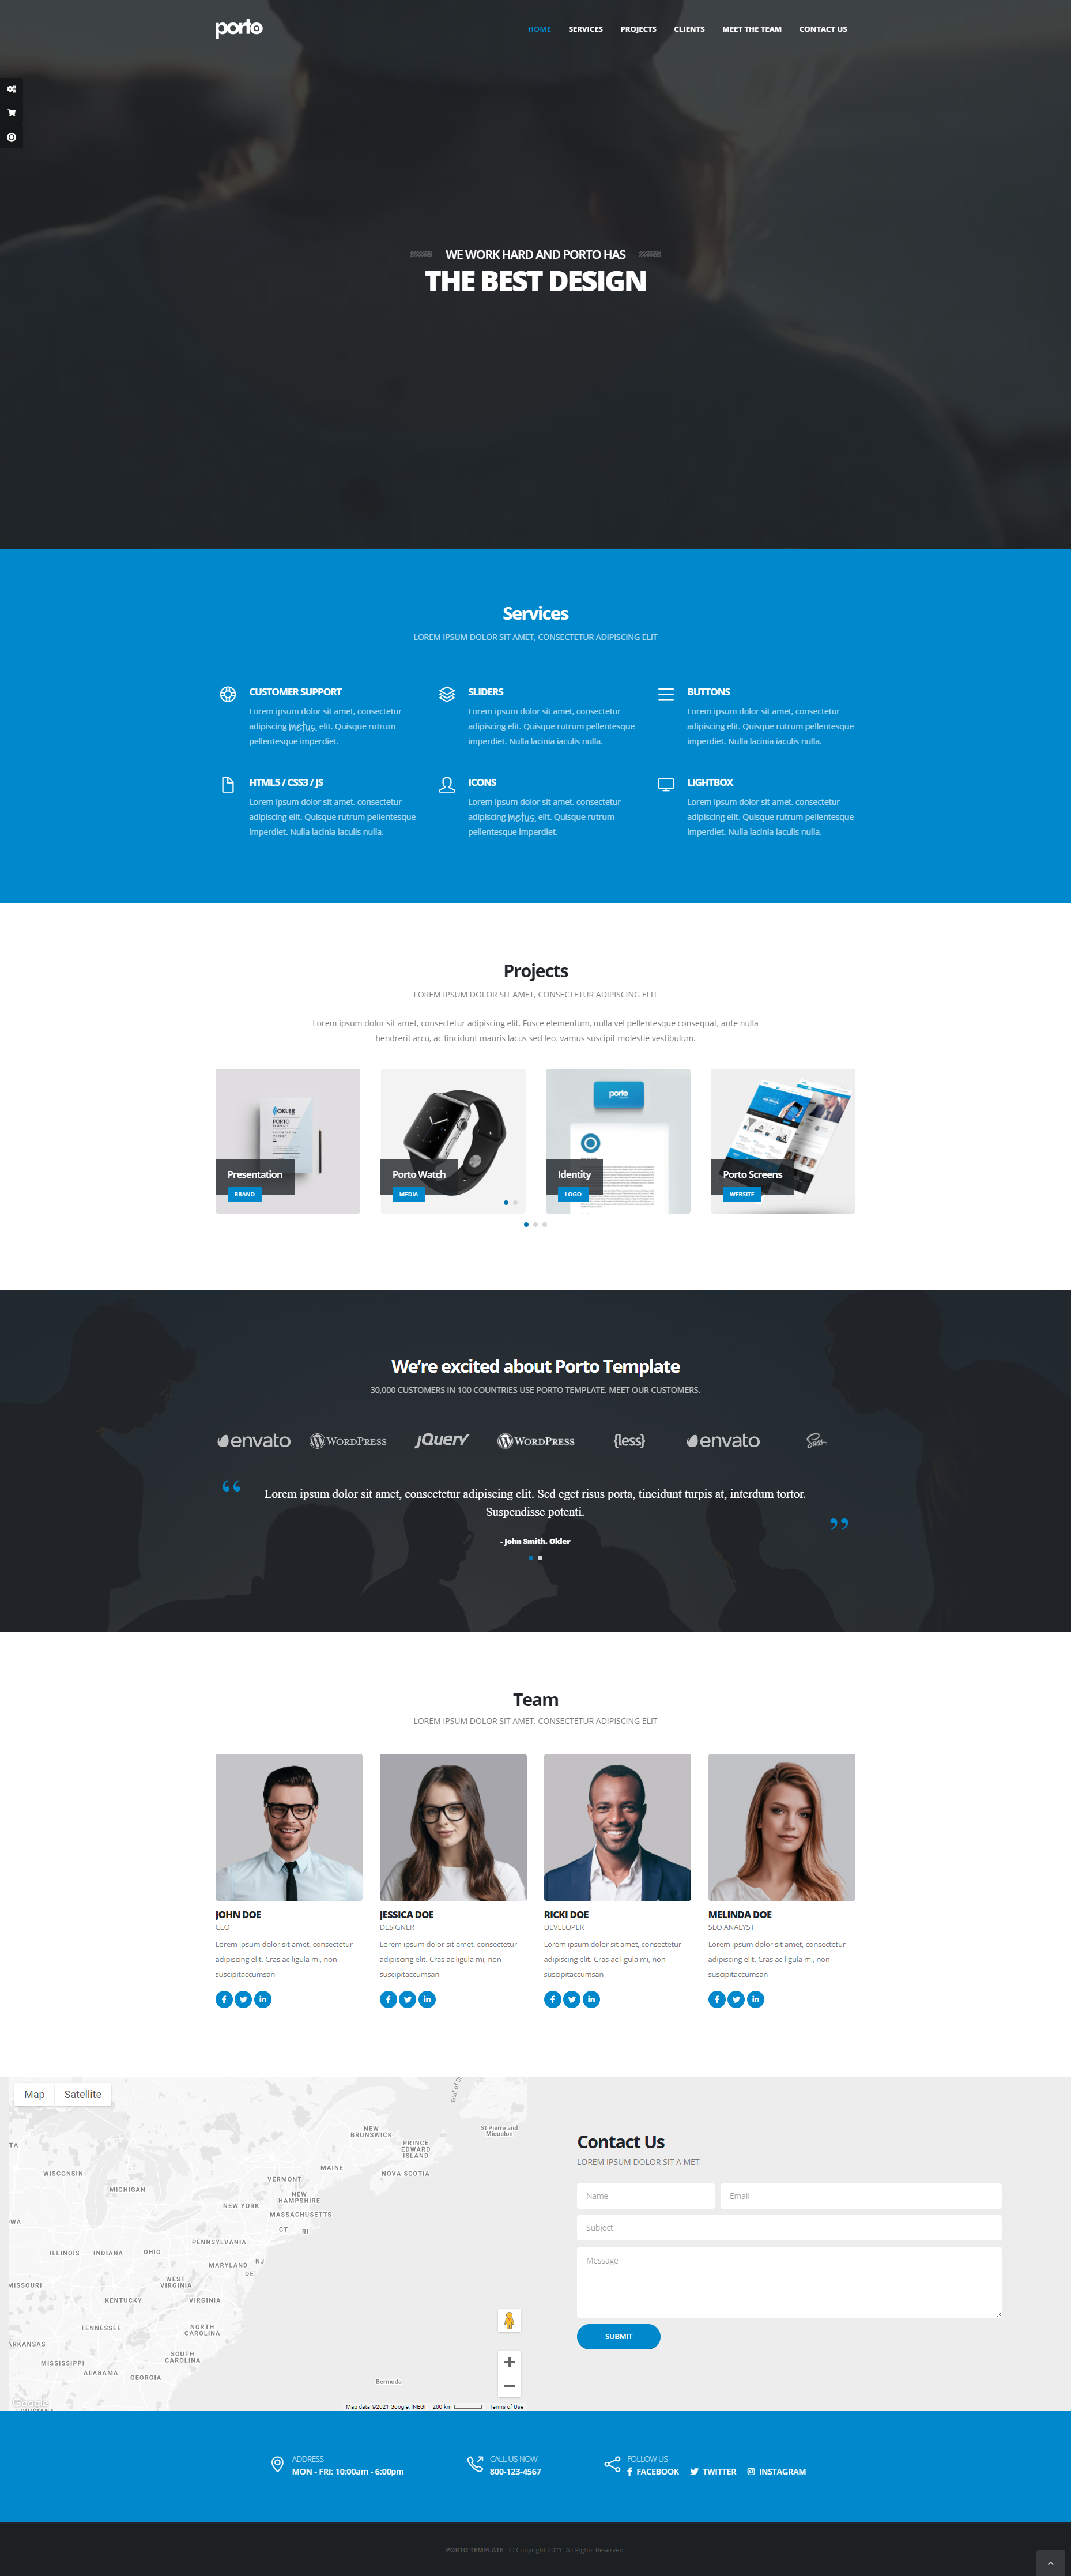 porto
HOME SERVICES PROJECTS CLIENTS MEET THE TEAM CONTACT US
WE WORK HARD AND PORTO HAS
THE BEST DESIGN
Services
LOREM IPSUM DOLOR SIT AMET, CONSECTETUR ADIPISCING ELIT
CUSTOMER SUPPORT
Lorem ipsum dolor sit amet, consectetur
adipiscing metus. elit. Quisque rutrum
pellentesque imperdiet.
SLIDERS
Lorem ipsum dolor sit amet, consectetur
adipiscing elit. Quisque rutrum pellentesque
imperdiet. Nulla lacinia iaculis nulla.
BUTTONS
Lorem ipsum dolor sit amet, consectetur
adipiscing elit. Quisque rutrum pellentesque
imperdiet. Nulla lacinia iaculis nulla.
HTML5 / CSS3 / JS
Lorem ipsum dolor sit amet, consectetur
adipiscing elit. Quisque rutrum pellentesque
imperdiet. Nulla lacinia iaculis nulla.
ICONS
Lorem ipsum dolor sit amet, consectetur
adipiscing metus. elit. Quisque rutrum
pellentesque imperdiet.
LIGHTBOX
Lorem ipsum dolor sit amet, consectetur
adipiscing elit. Quisque rutrum pellentesque
imperdiet. Nulla lacinia iaculis nulla.
Projects
LOREM IPSUM DOLOR SIT AMET, CONSECTETUR ADIPISCING ELIT
Lorem ipsum dolor sit amet, consectetur adipiscing elit. Fusce elementum, nulla vel pellentesque consequat, ante nulla
hendrerit arcu, ac tincidunt mauris lacus sed leo. vamus suscipit molestie vestibulum.
OKLER
PORTO
Presentation
BRAND
Porto Watch
MEDIA
porto
Identity
LOGO
Porto Screens
WEBSITE
We're excited about Porto Template
30,000 CUSTOMERS IN 100 COUNTRIES USE PORTO TEMPLATE. MEET OUR CUSTOMERS.
envato WORDPRESS jQuery WORDPRESS {less} envato Sass
“ Lorem ipsum dolor sit amet, consectetur adipiscing elit. Sed eget risus porta, tincidunt turpis at, interdum tortor.
Suspendisse potenti. ”
- John Smith. Okler
Team
LOREM IPSUM DOLOR SIT AMET, CONSECTETUR ADIPISCING ELIT
JOHN DOE
CEO
Lorem ipsum dolor sit amet, consectetur
adipiscing elit. Cras ac ligula mi, non
suscipitaccumsan
JESSICA DOE
DESIGNER
Lorem ipsum dolor sit amet, consectetur
adipiscing elit. Cras ac ligula mi, non
suscipitaccumsan
RICKI DOE
DEVELOPER
Lorem ipsum dolor sit amet, consectetur
adipiscing elit. Cras ac ligula mi, non
suscipitaccumsan
MELINDA DOE
SEO ANALYST
Lorem ipsum dolor sit amet, consectetur
adipiscing elit. Cras ac ligula mi, non
suscipitaccumsan
Map Satellite
Gulf of
St Pierre and
Miquelon
NEW
BRUNSWICK
PRINCE
EDWARD
ISLAND
TA
MAINE
NOVA SCOTIA
WISCONSIN
VERMONT
MICHIGAN
NEW
HAMPSHIRE
NEW YORK
MASSACHUSETTS
OWA
CT RI
PENNSYLVANIA
ILLINOIS INDIANA OHIO
NJ
MARYLAND
DE
WEST
VIRGINIA
MISSOURI
KENTUCKY VIRGINIA
TENNESSEE
NORTH
CAROLINA
ARKANSAS
SOUTH
CAROLINA
MISSISSIPPI
ALABAMA GEORGIA
Bermuda
Google
LOUISIANA
Map data ©2021 Google, INEGI 200 km Terms of Use
Contact Us
LOREM IPSUM DOLOR SIT A MET
Name Email
Subject
Message
SUBMIT
ADDRESS
MON - FRI: 10:00am - 6:00pm
CALL US NOW
800-123-4567
FOLLOW US
FACEBOOK TWITTER INSTAGRAM
PORTO TEMPLATE - © Copyright 2021. All Rights Reserved